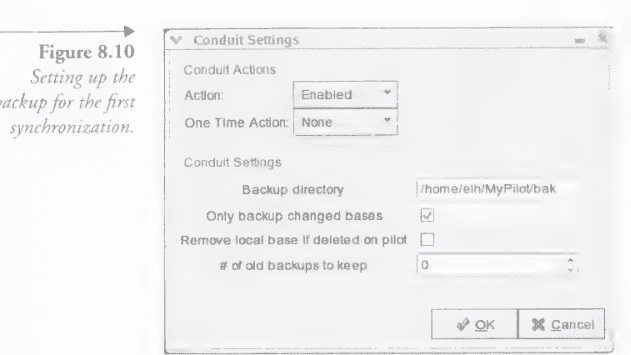 Figure 8.10
Setting up the
backup for the first
synchronization.
Conduit Settings
Conduit Actions
Action: Enabled
One Time Action: None
Conduit Settings
Backup directory /home/elh/MyPilot/bak
Only backup changed bases
Remove local base if deleted on pilot
# of old backups to keep 0
OK Cancel